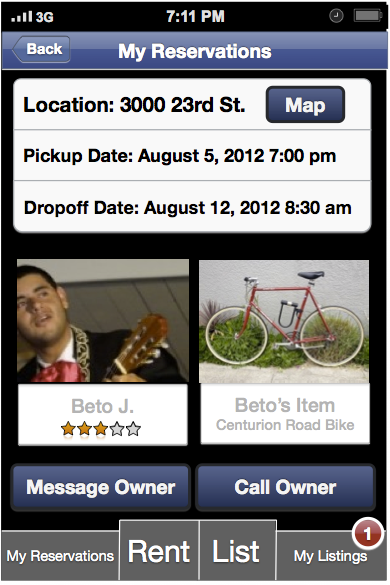 3G 7:11 PM
Back My Reservations
Location: 3000 23rd St. Map
Pickup Date: August 5, 2012 7:00 pm
Dropoff Date: August 12, 2012 8:30 am
Beto J. Beto's Item
Centurion Road Bike
Message Owner Call Owner
My Reservations Rent List My Listings 1